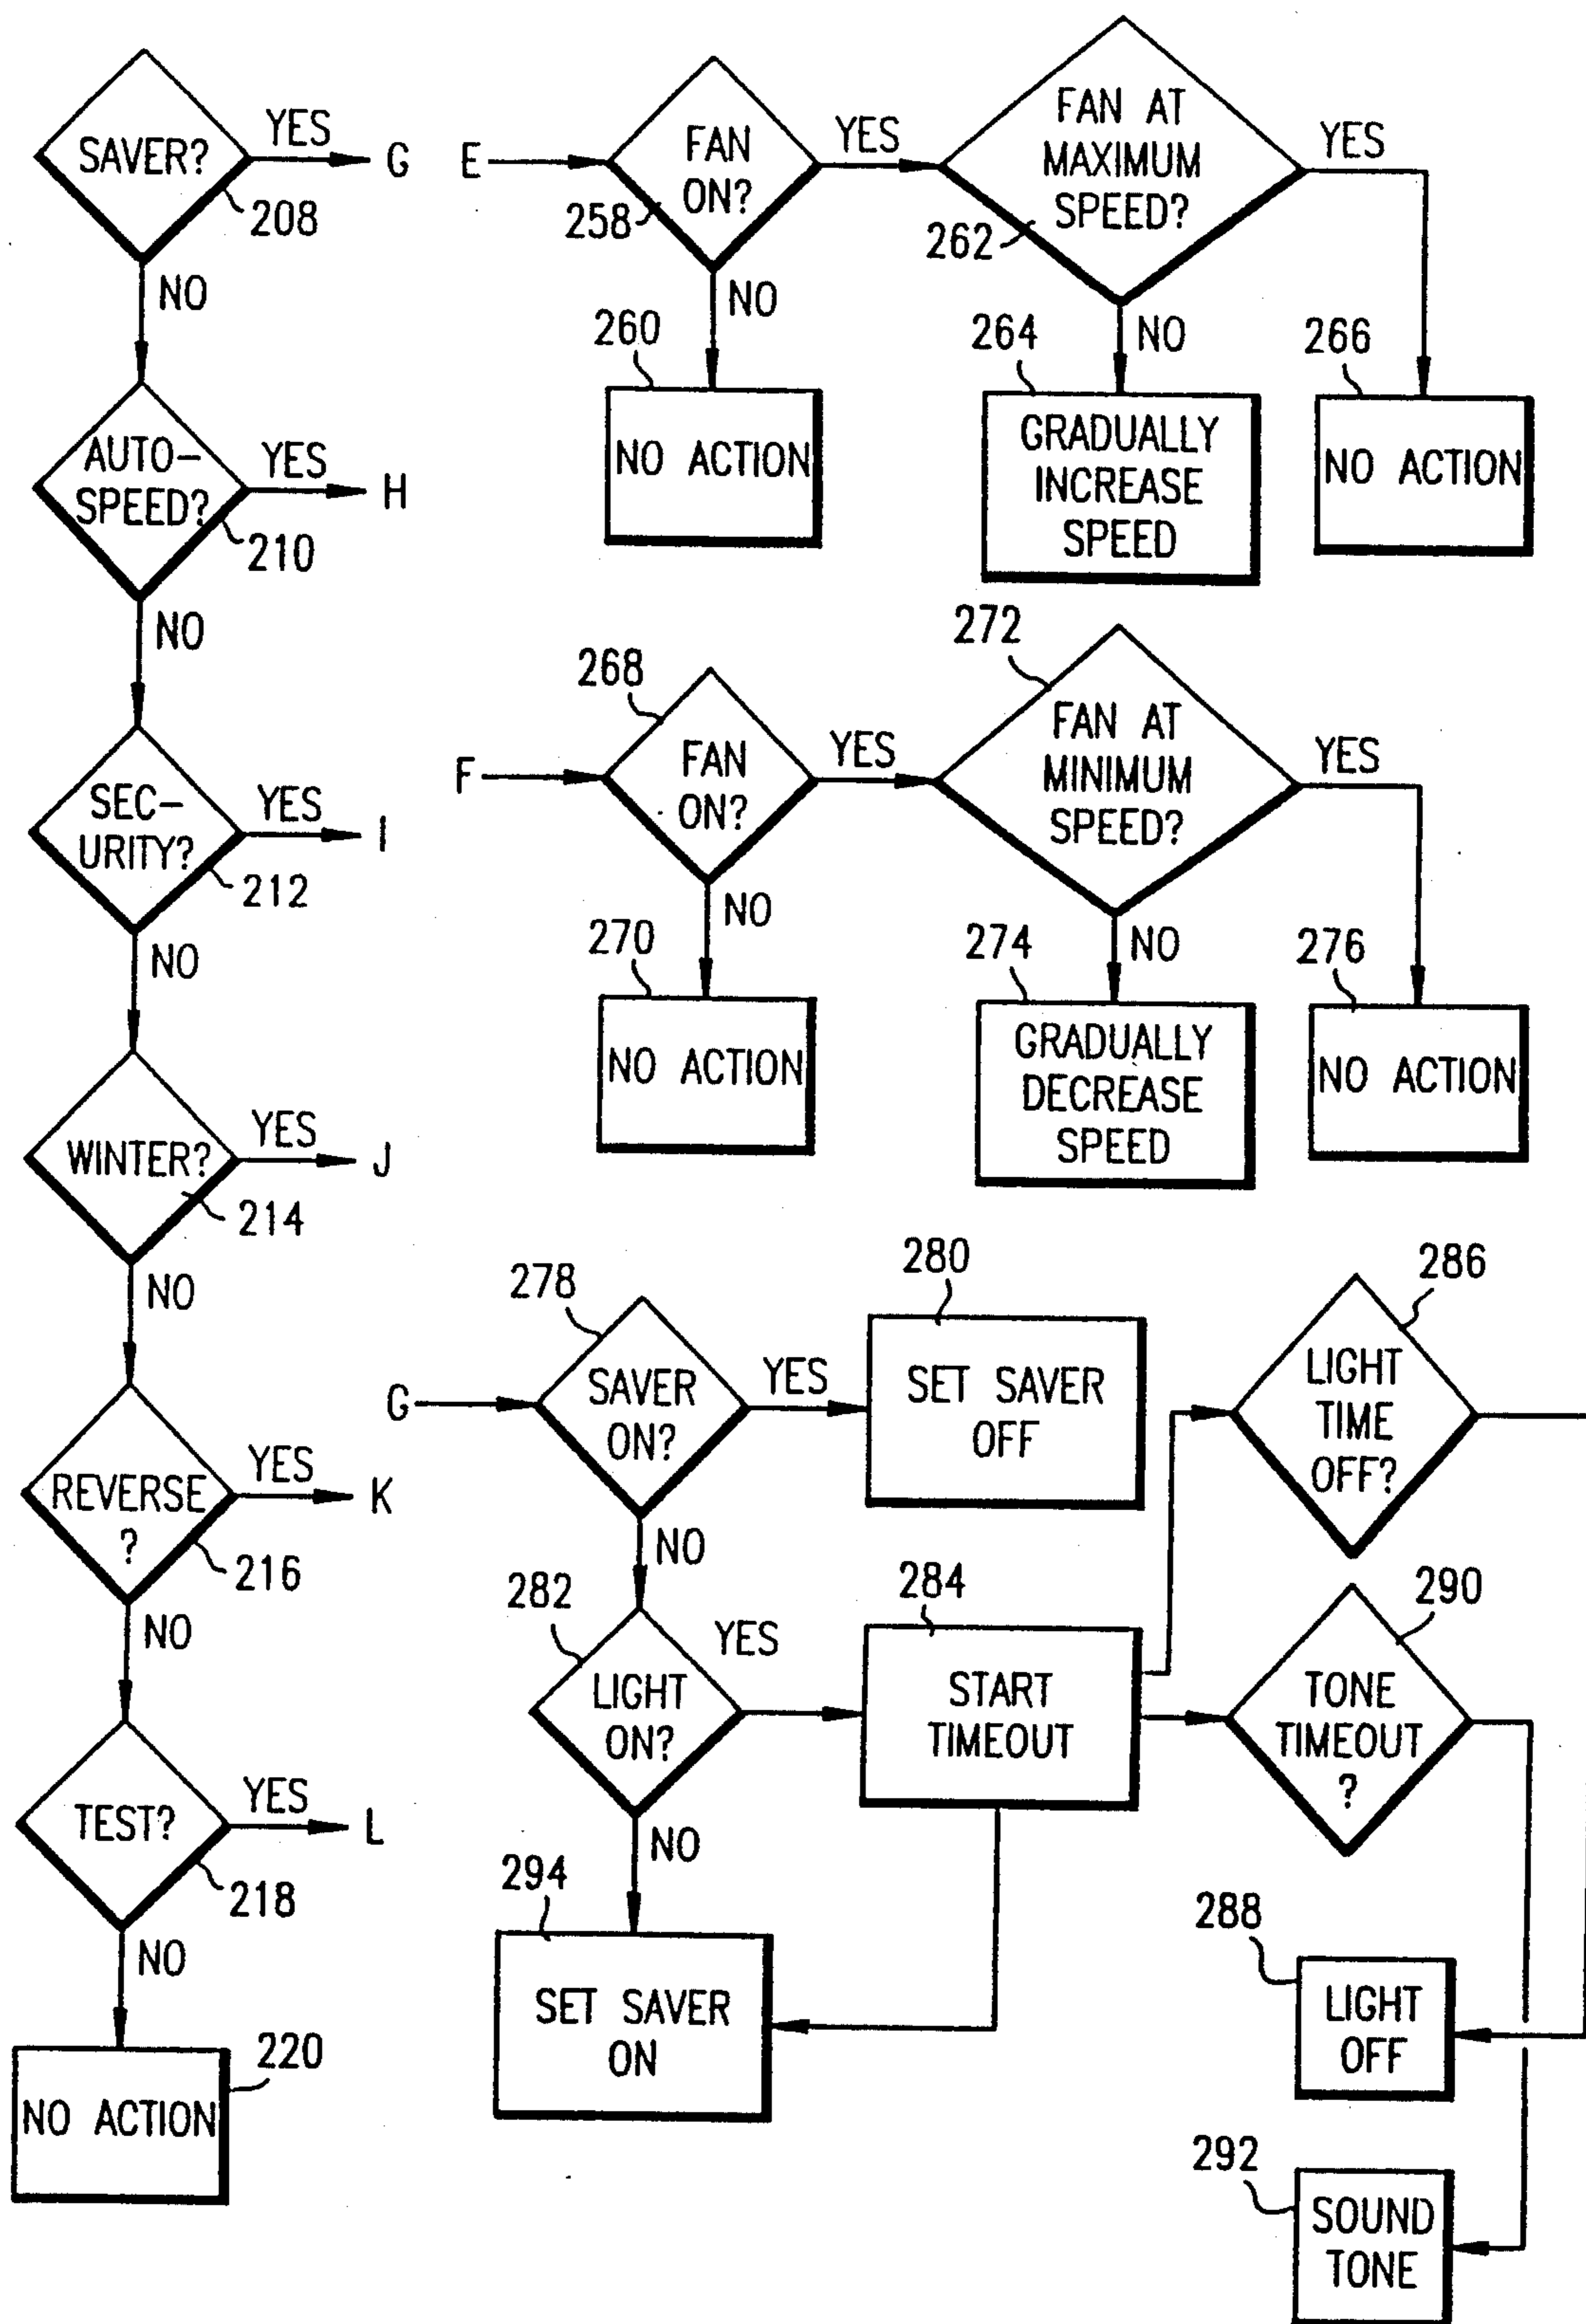 SAVER?
YES
G
208
NO
AUTO-
SPEED?
YES
H
210
NO
SEC-
URITY?
YES
I
212
NO
WINTER?
YES
J
214
NO
REVERSE
?
YES
K
216
NO
TEST?
YES
L
218
NO
220
NO ACTION
E
FAN
ON?
258
YES
FAN AT
MAXIMUM
SPEED?
262
YES
NO
260
NO ACTION
NO
264
GRADUALLY
INCREASE
SPEED
266
NO ACTION
F
268
FAN
ON?
YES
272
FAN AT
MINIMUM
SPEED?
YES
NO
270
NO ACTION
NO
274
GRADUALLY
DECREASE
SPEED
276
NO ACTION
G
278
SAVER
ON?
YES
280
SET SAVER
OFF
286
LIGHT
TIME
OFF?
NO
282
LIGHT
ON?
YES
284
START
TIMEOUT
290
TONE
TIMEOUT
?
NO
294
SET SAVER
ON
288
LIGHT
OFF
292
SOUND
TONE